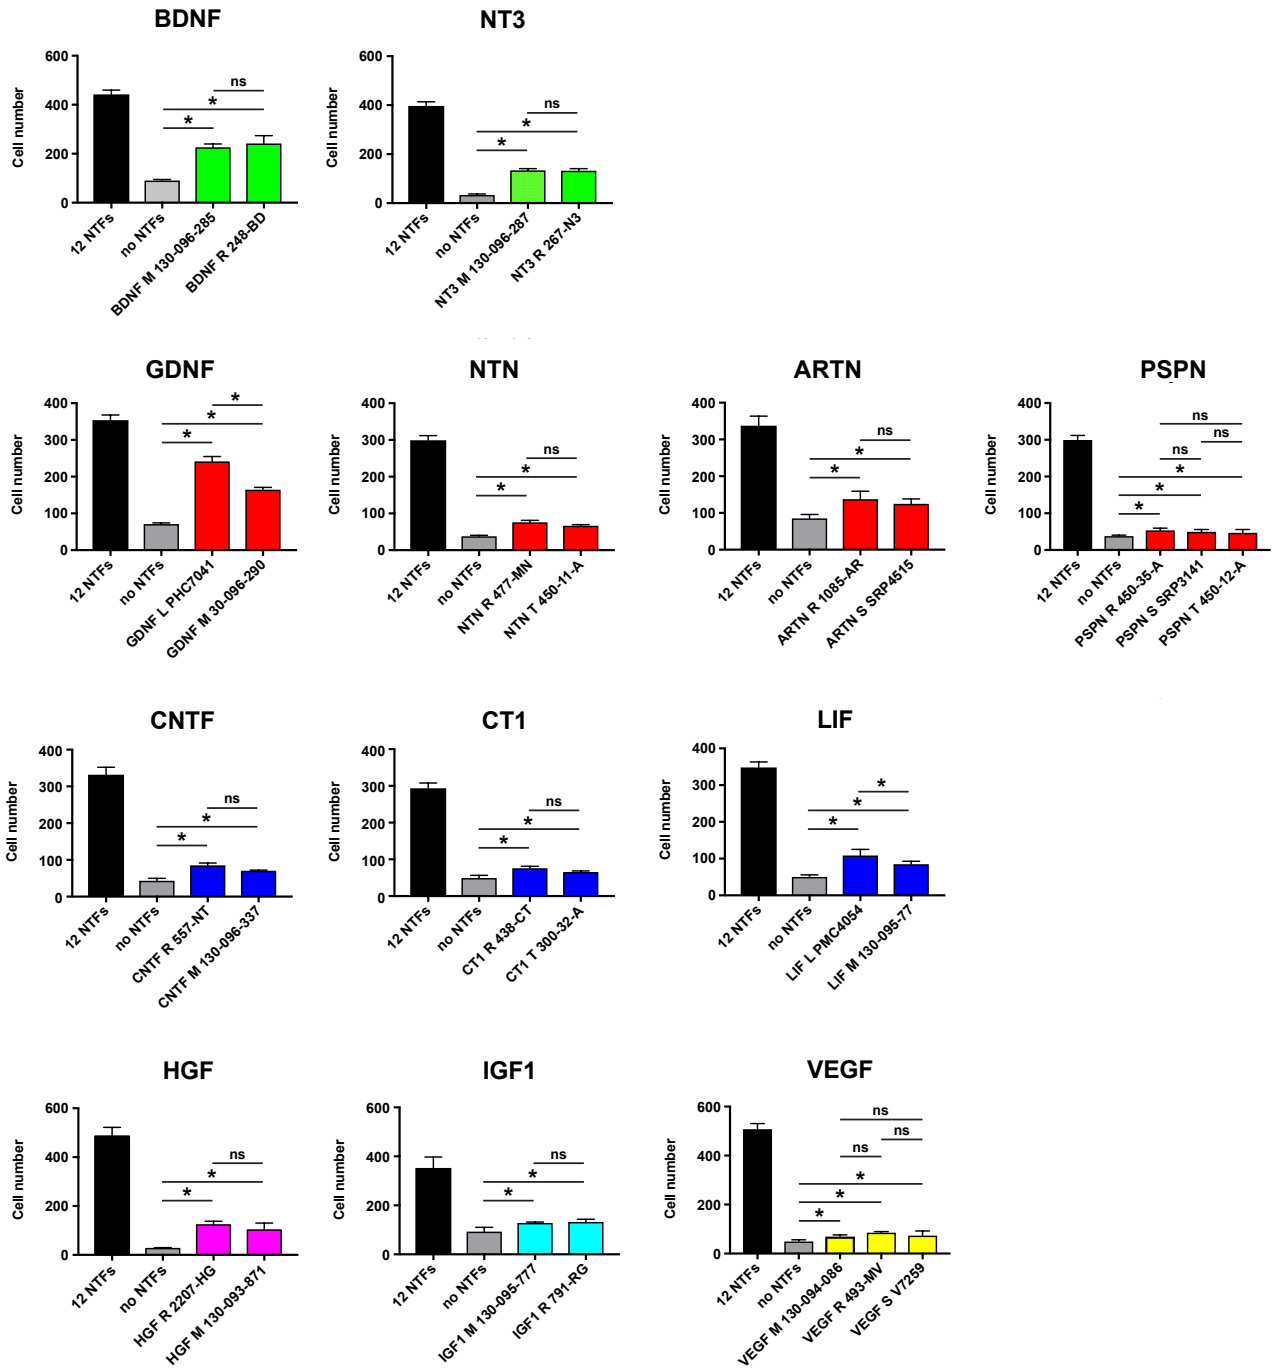 BDNF
Cell number
600
400
200
0
*
*
ns
12 NTFs
no NTFs
BDNF M 130-096-285
BDNF R 248-BD
NT3
Cell number
600
400
200
0
*
*
ns
12 NTFs
no NTFs
NT3 M 130-096-287
NT3 R 267-N3
GDNF
Cell number
400
300
200
100
0
*
*
*
12 NTFs
no NTFs
GDNF L PHC7041
GDNF M 30-096-290
NTN
Cell number
400
300
200
100
0
ns
*
*
12 NTFs
no NTFs
NTN R 477-MN
NTN T 450-11-A
ARTN
Cell number
400
300
200
100
0
ns
*
*
12 NTFs
no NTFs
ARTN R 1085-AR
ARTN S SRP4515
PSPN
Cell number
400
300
200
100
0
ns
ns
ns
*
*
*
12 NTFs
no NTFs
PSPN R 450-35-A
PSPN S SRP3141
PSPN T 450-12-A
CNTF
Cell number
400
300
200
100
0
ns
*
*
12 NTFs
no NTFs
CNTF R 557-NT
CNTF M 130-096-337
CT1
Cell number
400
300
200
100
0
ns
*
*
12 NTFs
no NTFs
CT1 R 438-CT
CT1 T 300-32-A
LIF
Cell number
400
300
200
100
0
*
*
*
12 NTFs
no NTFs
LIF L PMC4054
LIF M 130-095-77
HGF
Cell number
600
400
200
0
ns
*
*
12 NTFs
no NTFs
HGF R 2207-HG
HGF M 130-093-871
IGF1
Cell number
600
400
200
0
ns
*
*
12 NTFs
no NTFs
IGF1 M 130-095-777
IGF1 R 791-RG
VEGF
Cell number
600
400
200
0
ns
ns
ns
*
*
*
12 NTFs
no NTFs
VEGF M 130-094-086
VEGF R 493-MV
VEGF S V7259